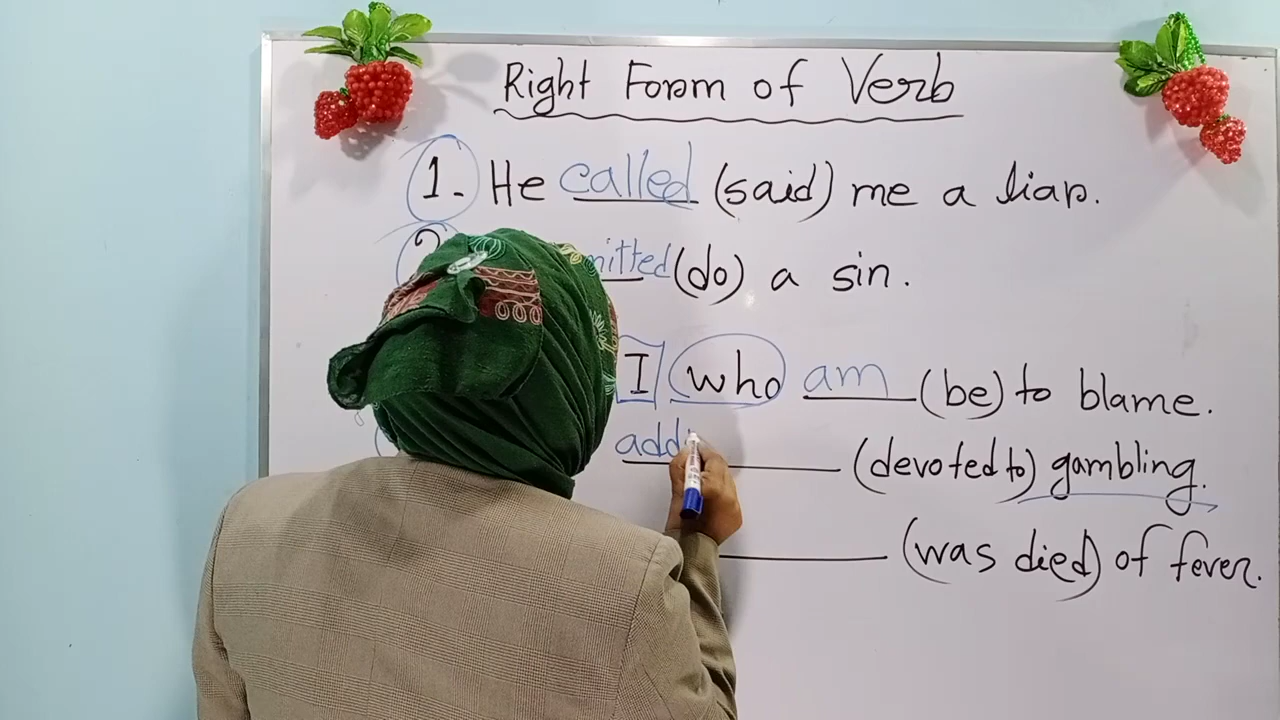 Right Form of Verb
1. He called (said) me a liar.
2 mitted (do) a sin.
I who am (be) to blame.
add (devoted to) gambling.
(was died) of fever.